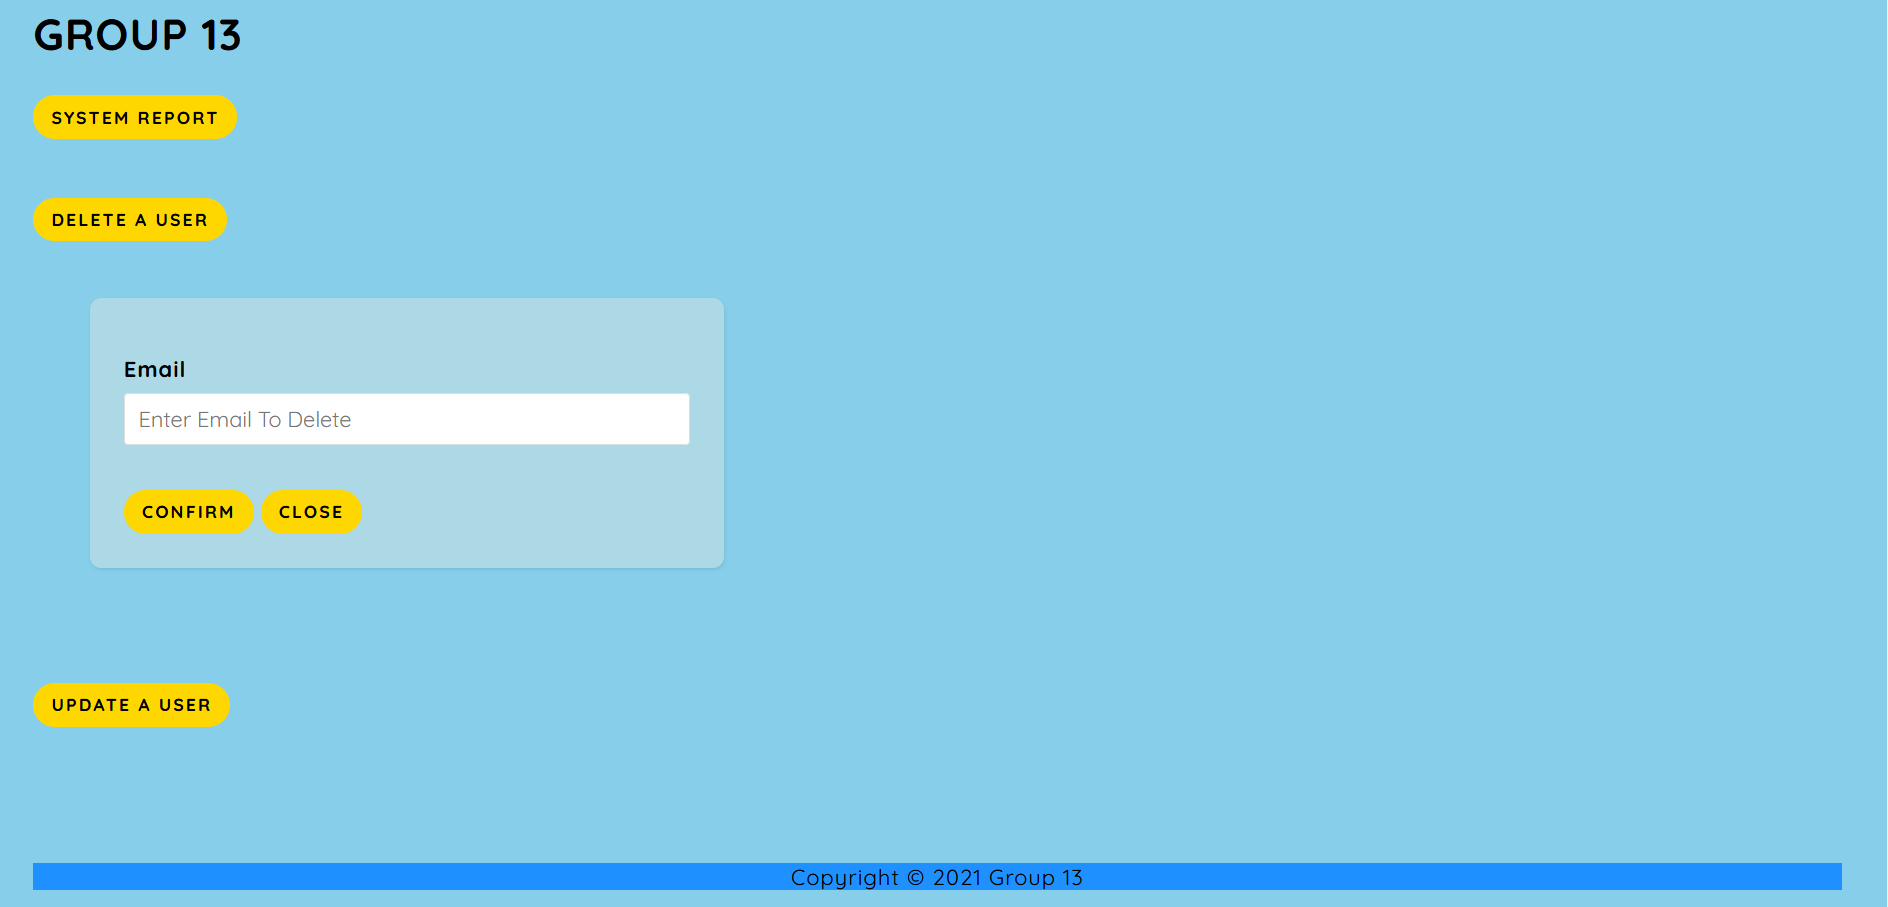 GROUP 13
SYSTEM REPORT
DELETE A USER
Email
Enter Email To Delete
CONFIRM CLOSE
UPDATE A USER
Copyright © 2021 Group 13